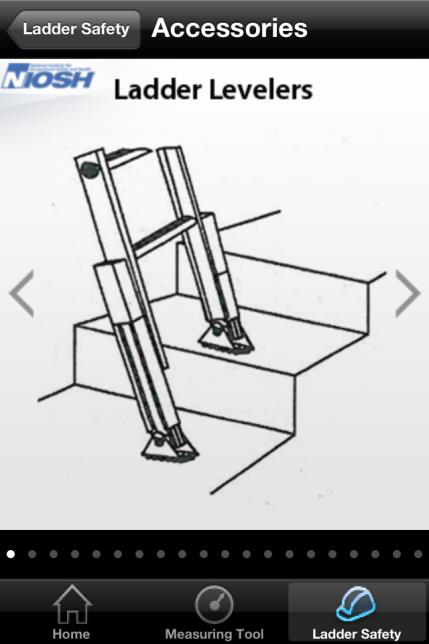 Ladder Safety
Accessories
NIOSH
Ladder Levelers
Home
Measuring Tool
Ladder Safety